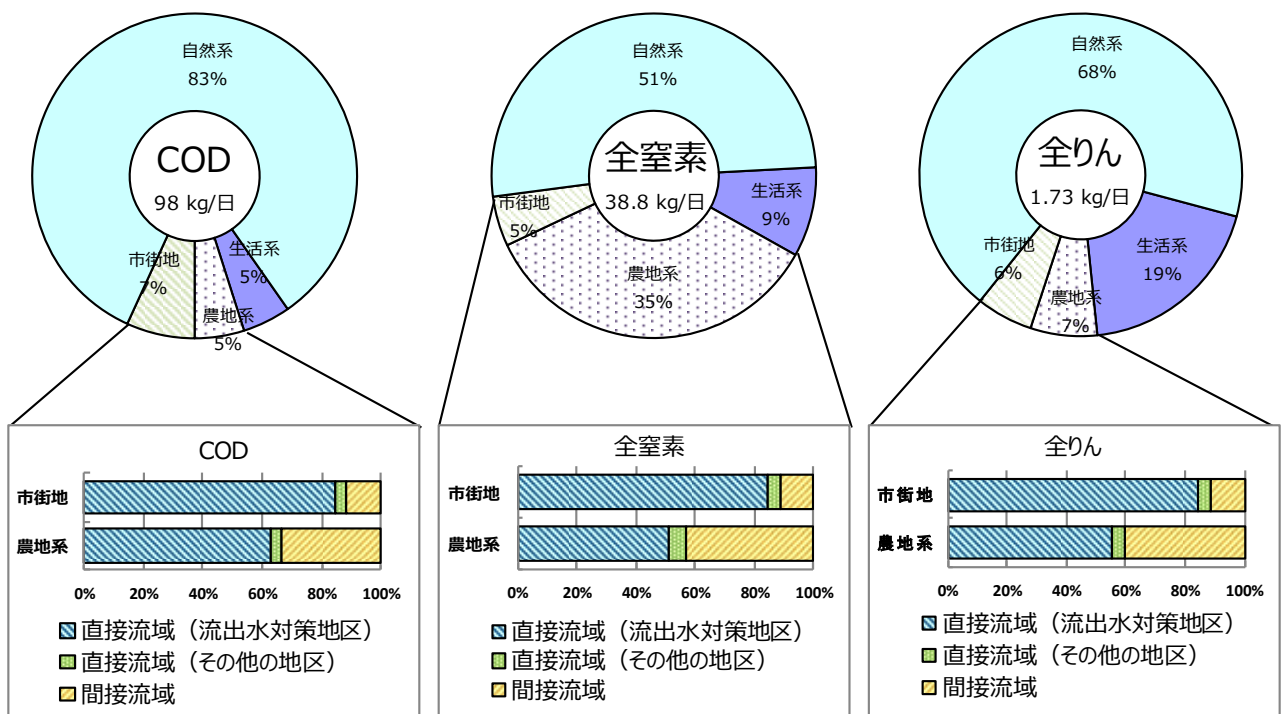 自然系
83%
COD
98 kg/日
市街地
7%
生活系
5%
農地系
5%
自然系
51%
全窒素
38.8 kg/日
市街地
5%
生活系
9%
農地系
35%
自然系
68%
全りん
1.73 kg/日
市街地
6%
生活系
19%
農地系
7%
COD
市街地
農地系
0% 20% 40% 60% 80% 100%
直接流域（流出水対策地区）
直接流域（その他の地区）
間接流域
全窒素
市街地
農地系
0% 20% 40% 60% 80% 100%
直接流域（流出水対策地区）
直接流域（その他の地区）
間接流域
全りん
市街地
農地系
0% 20% 40% 60% 80% 100%
直接流域（流出水対策地区）
直接流域（その他の地区）
間接流域